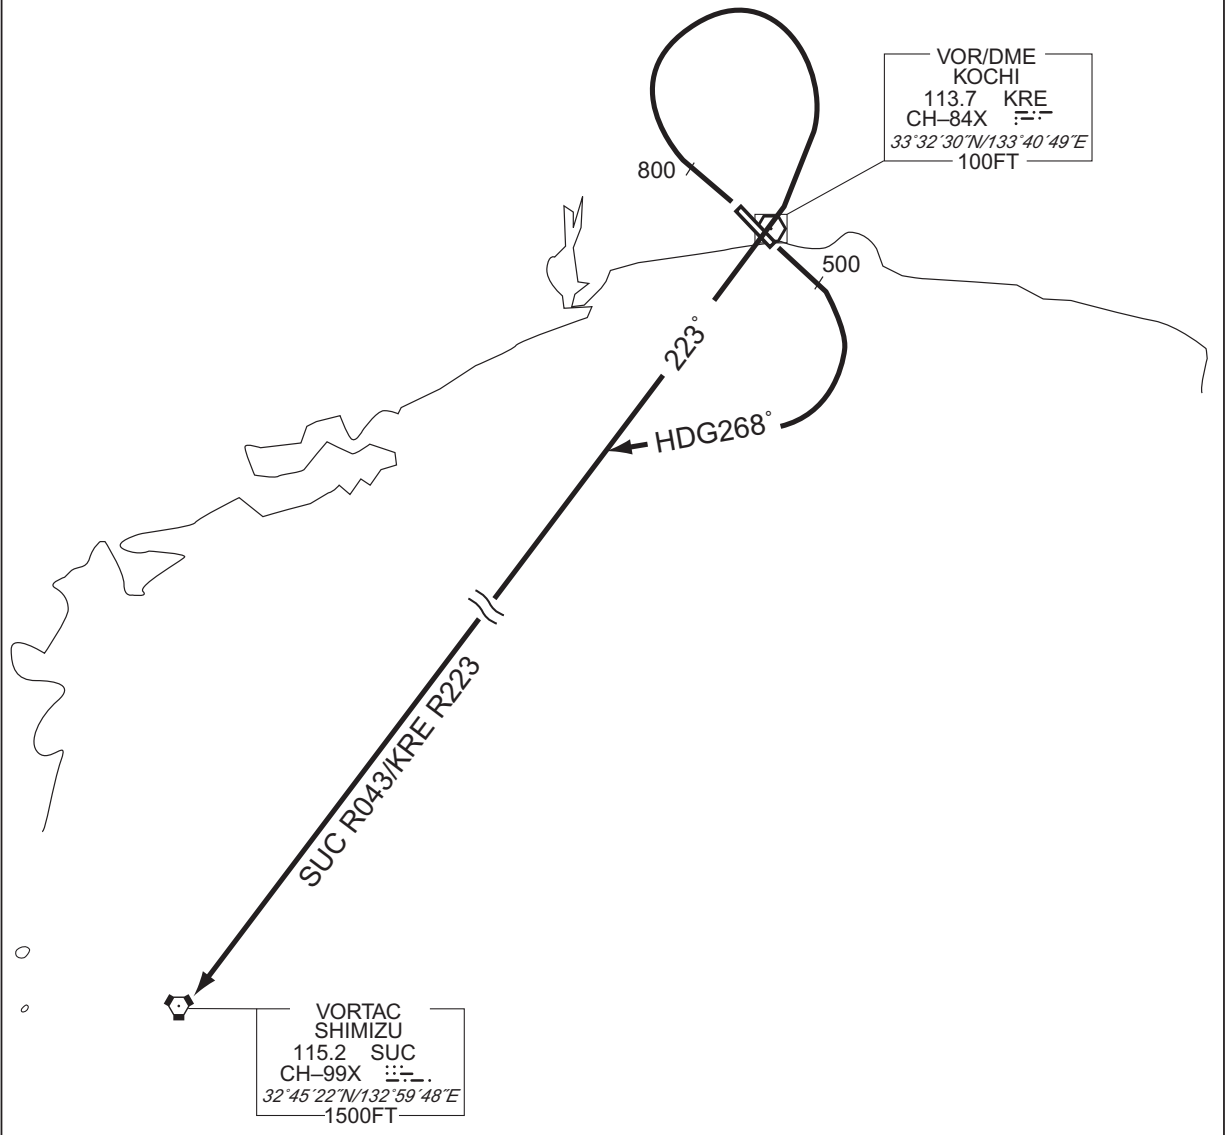 VOR/DME
KOCHI
113.7 KRE
CH–84X
33°32´30˝N/133°40´49˝E
100FT
800
500
223°
HDG268°
SUC R043/KRE R223
VORTAC
SHIMIZU
115.2 SUC
CH–99X
32°45´22˝N/132°59´48˝E
1500FT